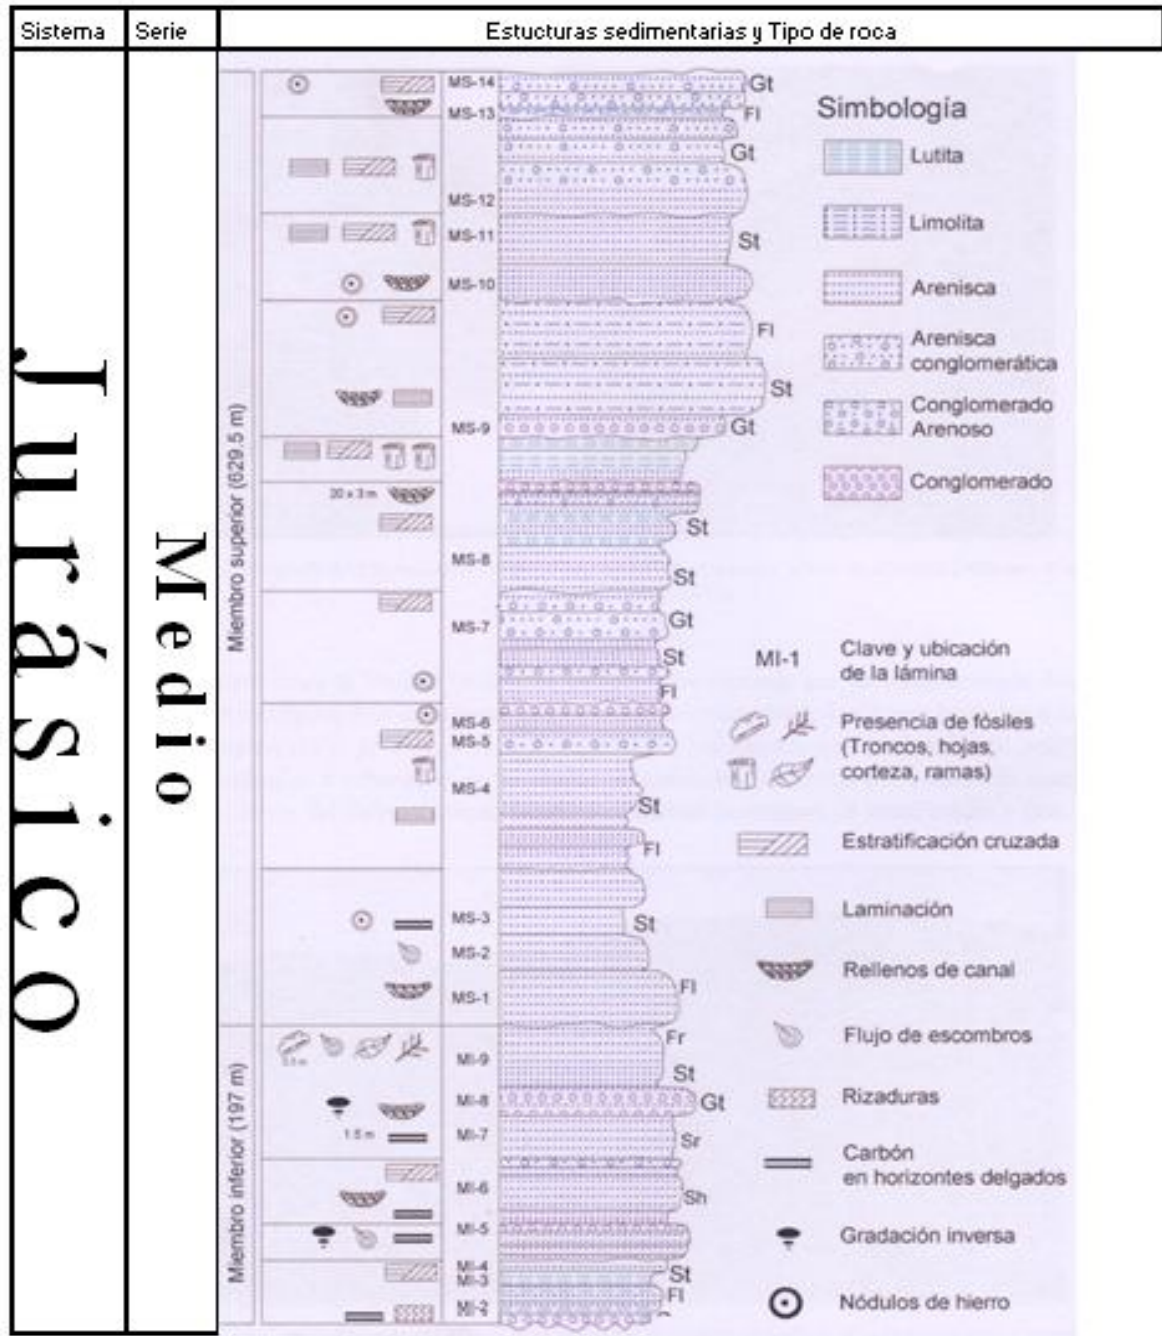 Sistema
Serie
Estucturas sedimentarias y Tipo de roca
Jurásico
Medio
Miembro superior (629.5 m)
Miembro inferior (197 m)
MS-14
Gt
MS-13
Fl
Gt
MS-12
MS-11
St
MS-10
Fl
St
MS-9
Gt
20 x 3 m
St
MS-8
St
MS-7
Gt
St
Fl
MS-6
MS-5
MS-4
St
Fl
MS-3
St
MS-2
MS-1
Fl
Fr
MI-9
St
MI-8
Gt
1.5 m
MI-7
Sr
MI-6
Sh
MI-5
MI-4
St
MI-3
Fl
MI-2
Simbología
Lutita
Limolita
Arenisca
Arenisca
conglomerática
Conglomerado
Arenoso
Conglomerado
MI-1
Clave y ubicación
de la lámina
Presencia de fósiles
(Troncos, hojas,
corteza, ramas)
Estratificación cruzada
Laminación
Rellenos de canal
Flujo de escombros
Rizaduras
Carbón
en horizontes delgados
Gradación inversa
Nódulos de hierro